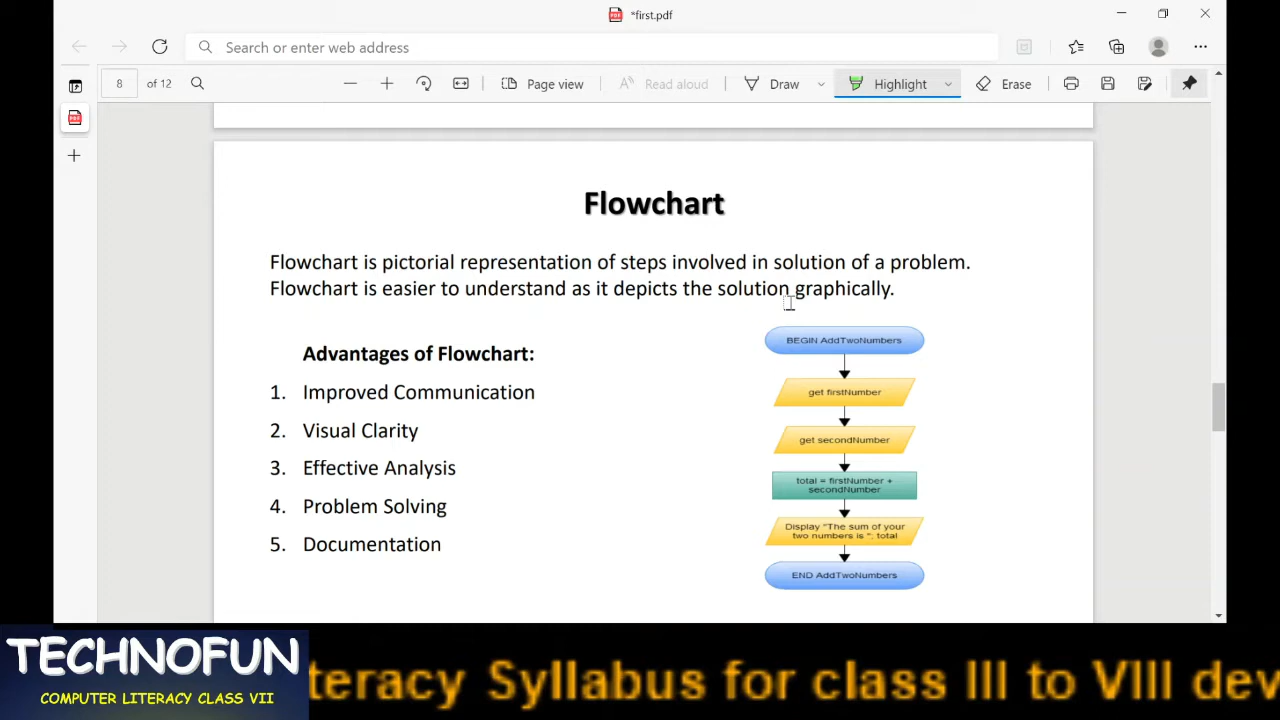 *first.pdf
Search or enter web address
8 of 12
Page view
Read aloud
Draw
Highlight
Erase
Flowchart
Flowchart is pictorial representation of steps involved in solution of a problem.
Flowchart is easier to understand as it depicts the solution graphically.
Advantages of Flowchart:
1. Improved Communication
2. Visual Clarity
3. Effective Analysis
4. Problem Solving
5. Documentation
BEGIN AddTwoNumbers
get firstNumber
get secondNumber
total = firstNumber +
secondNumber
Display "The sum of your
two numbers is "; total
END AddTwoNumbers
TECHNOFUN
COMPUTER LITERACY CLASS VII
teracy Syllabus for class III to VIII dev